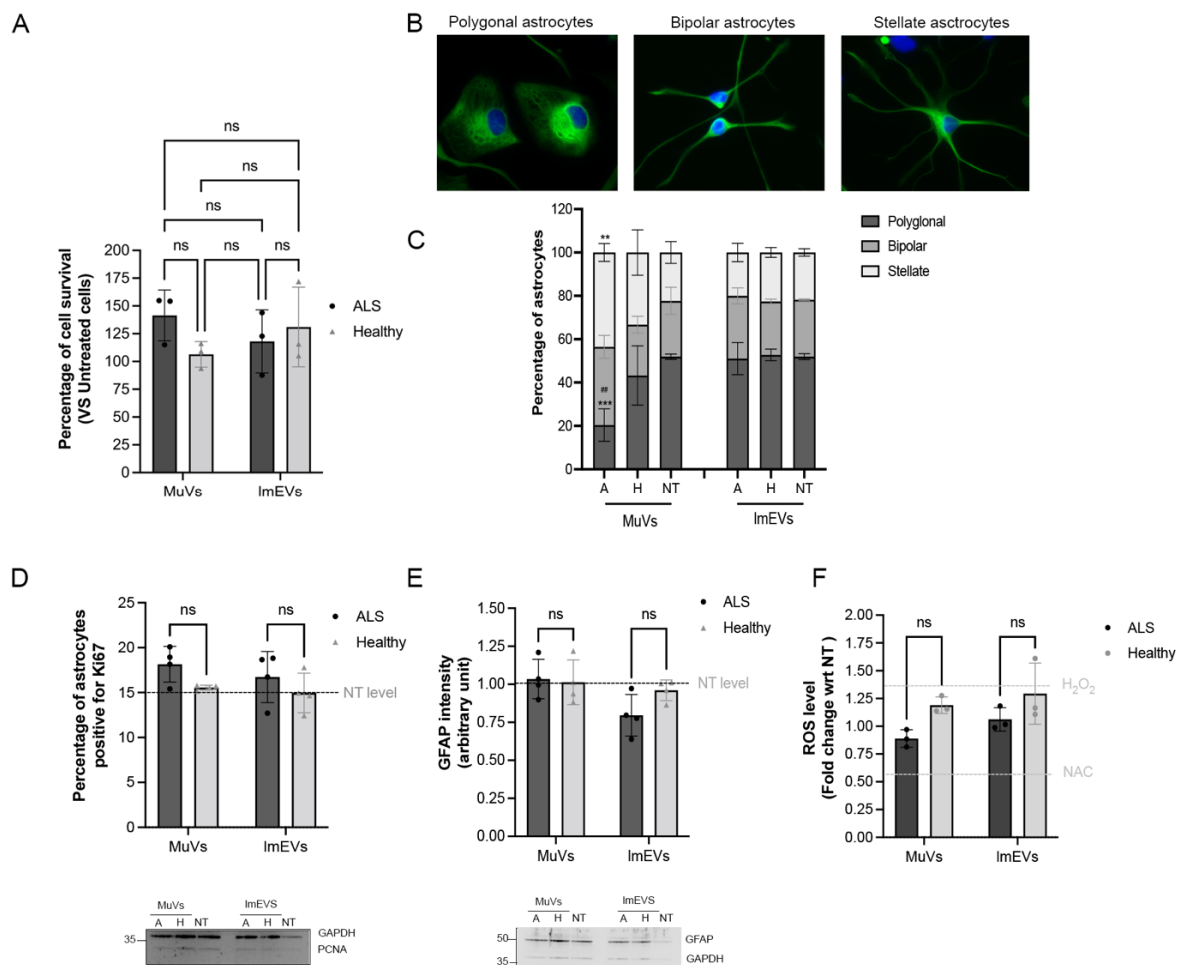 A
ns
ns
ns
ns
ns
ns
Percentage of cell survival
(VS Untreated cells)
200
175
150
125
100
75
50
25
0
MuVs
lmEVs
ALS
Healthy
B
Polygonal astrocytes
Bipolar astrocytes
Stellate asctrocytes
C
Percentage of astrocytes
120
100
80
60
40
20
0
**
##
***
A
H
NT
A
H
NT
MuVs
lmEVs
Polyglonal
Bipolar
Stellate
D
Percentage of astrocytes
positive for Ki67
25
20
15
10
5
0
ns
ns
NT level
MuVs
lmEVs
ALS
Healthy
MuVs
lmEVS
A H NT A H NT
35
GAPDH
PCNA
E
GFAP intensity
(arbitrary unit)
1.50
1.25
1.00
0.75
0.50
0.25
0.00
ns
ns
NT level
MuVs
lmEVs
ALS
Healthy
MuVs
lmEVS
A H NT A H NT
50
35
GFAP
GAPDH
F
ROS level
(Fold change wrt NT )
2.00
1.75
1.50
1.25
1.00
0.75
0.50
0.25
0.00
ns
ns
H₂O₂
NAC
MuVs
lmEVs
ALS
Healthy